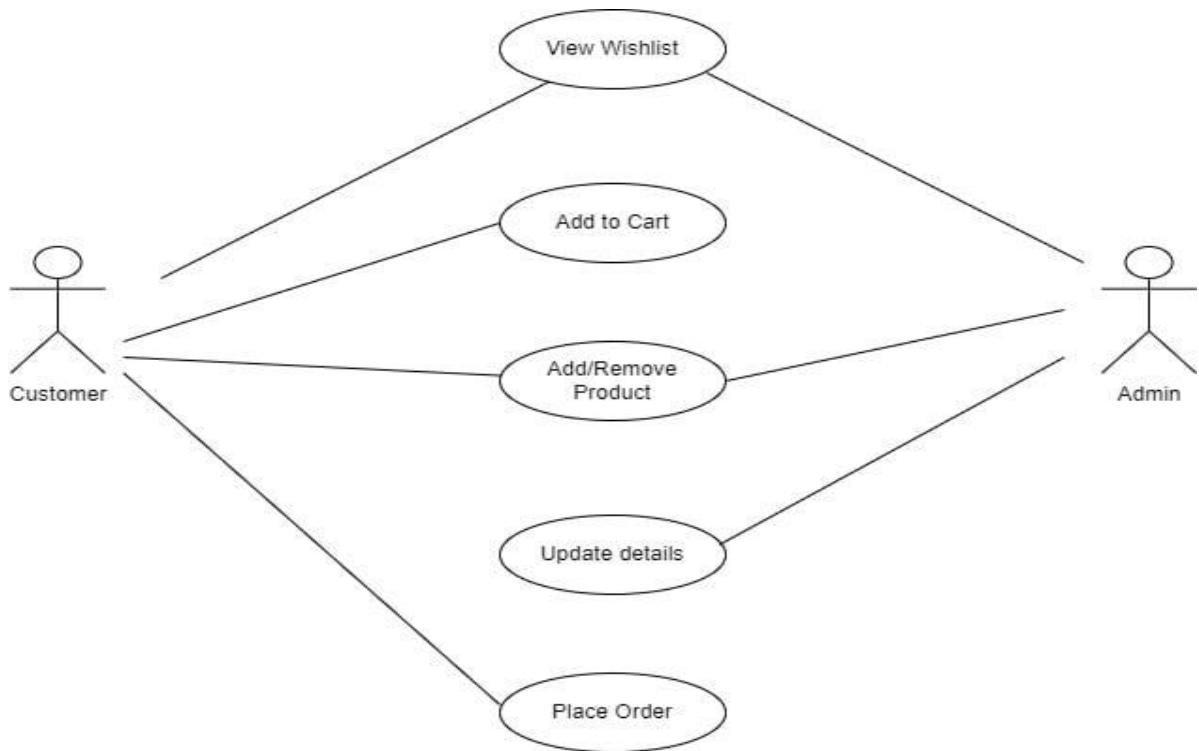 View Wishlist
Add to Cart
Customer
Add/Remove
Product
Admin
Update details
Place Order